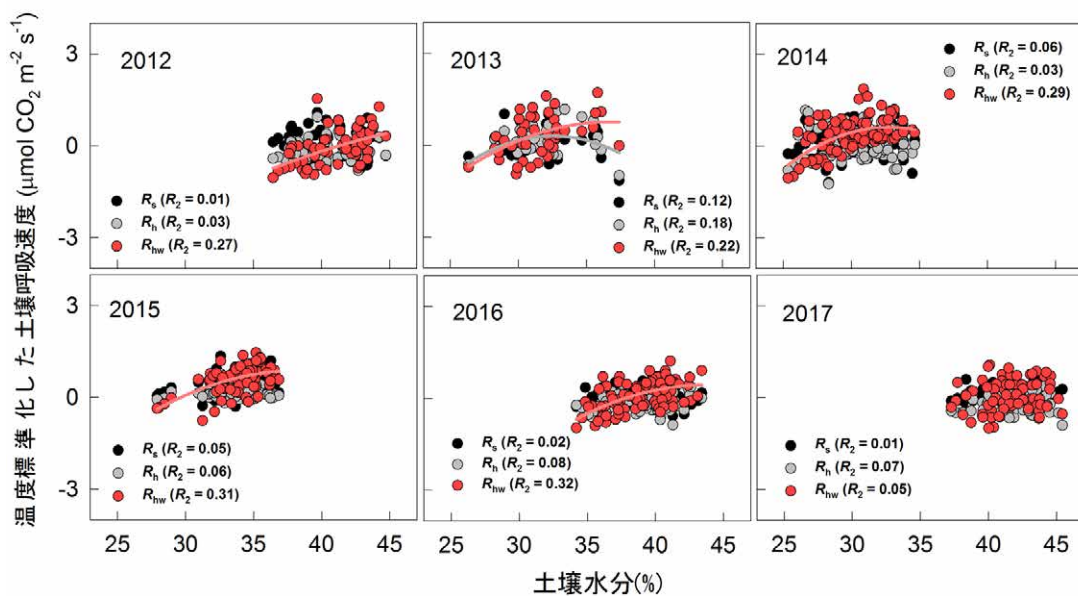 温度標準化した土壌呼吸速度 (μmol CO₂ m⁻² s⁻¹)
3
0
-3
2012
Rs (R2 = 0.01)
Rh (R2 = 0.03)
Rhw (R2 = 0.27)
2013
Rs (R2 = 0.12)
Rh (R2 = 0.18)
Rhw (R2 = 0.22)
2014
Rs (R2 = 0.06)
Rh (R2 = 0.03)
Rhw (R2 = 0.29)
3
0
-3
2015
Rs (R2 = 0.05)
Rh (R2 = 0.06)
Rhw (R2 = 0.31)
2016
Rs (R2 = 0.02)
Rh (R2 = 0.08)
Rhw (R2 = 0.32)
2017
Rs (R2 = 0.01)
Rh (R2 = 0.07)
Rhw (R2 = 0.05)
25 30 35 40 45 25 30 35 40 45 25 30 35 40 45
土壌水分(%)